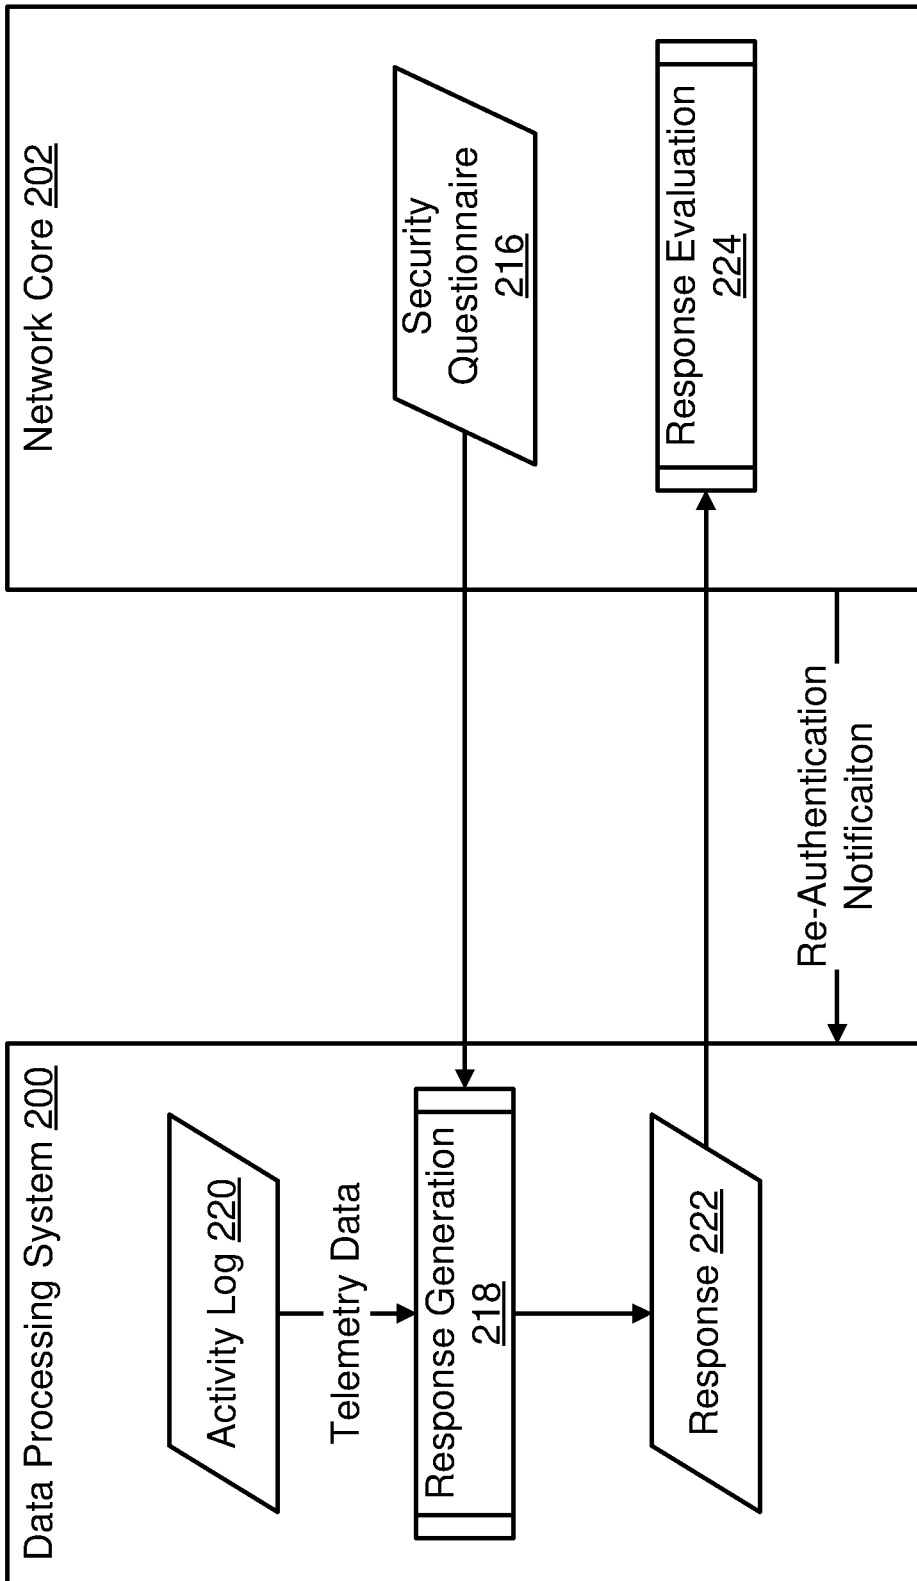 Data Processing System 200
Activity Log 220
Telemetry Data
Response Generation
218
Response 222
Re-Authentication
Notificaiton
Network Core 202
Security
Questionnaire
216
Response Evaluation
224